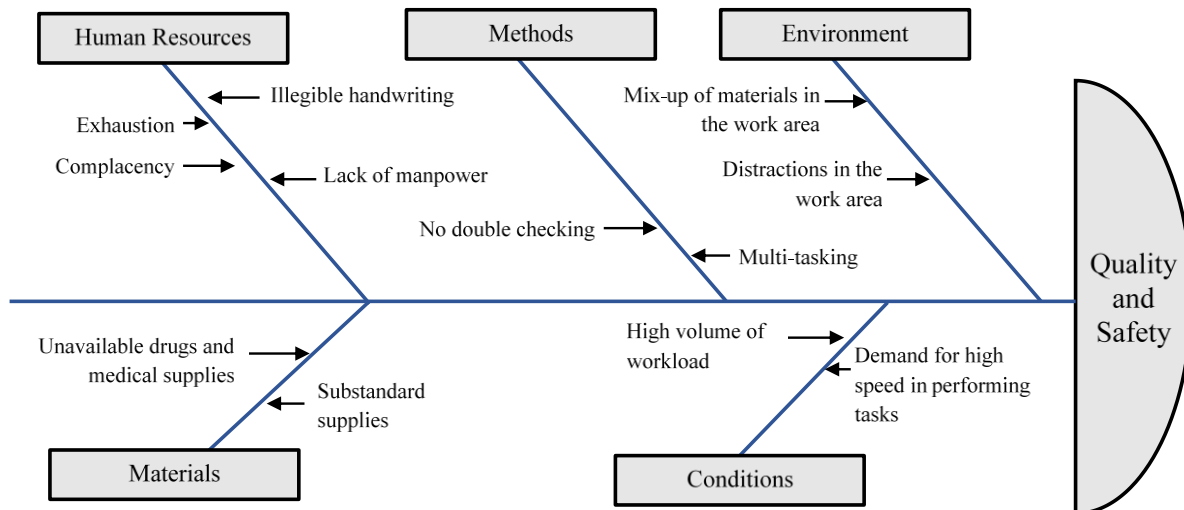 Human Resources
Methods
Environment
Illegible handwriting
Exhaustion
Complacency
Lack of manpower
No double checking
Multi-tasking
Mix-up of materials in
the work area
Distractions in the
work area
Quality
and
Safety
Unavailable drugs and
medical supplies
Substandard
supplies
High volume of
workload
Demand for high
speed in performing
tasks
Materials
Conditions